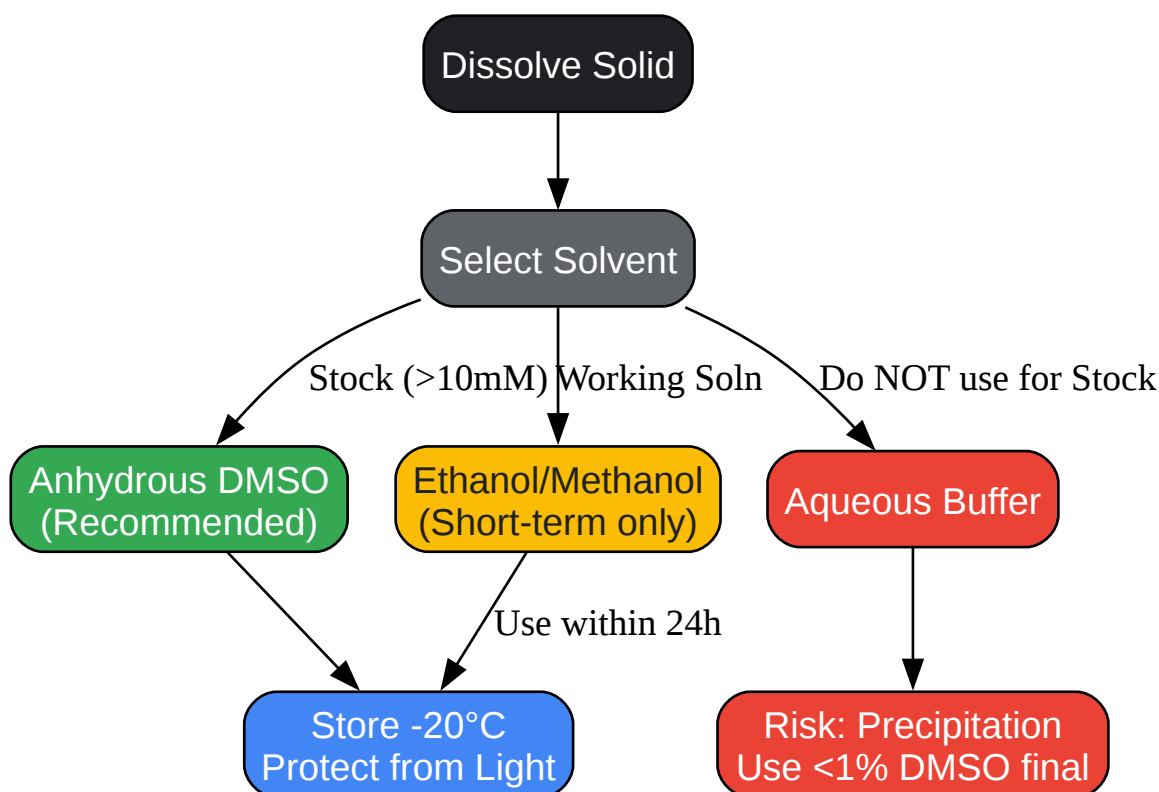 Dissolve Solid
Select Solvent
Stock (>10mM)
Working Soln
Do NOT use for Stock
Anhydrous DMSO
(Recommended)
Ethanol/Methanol
(Short-term only)
Aqueous Buffer
Use within 24h
Store -20°C
Protect from Light
Risk: Precipitation
Use <1% DMSO final